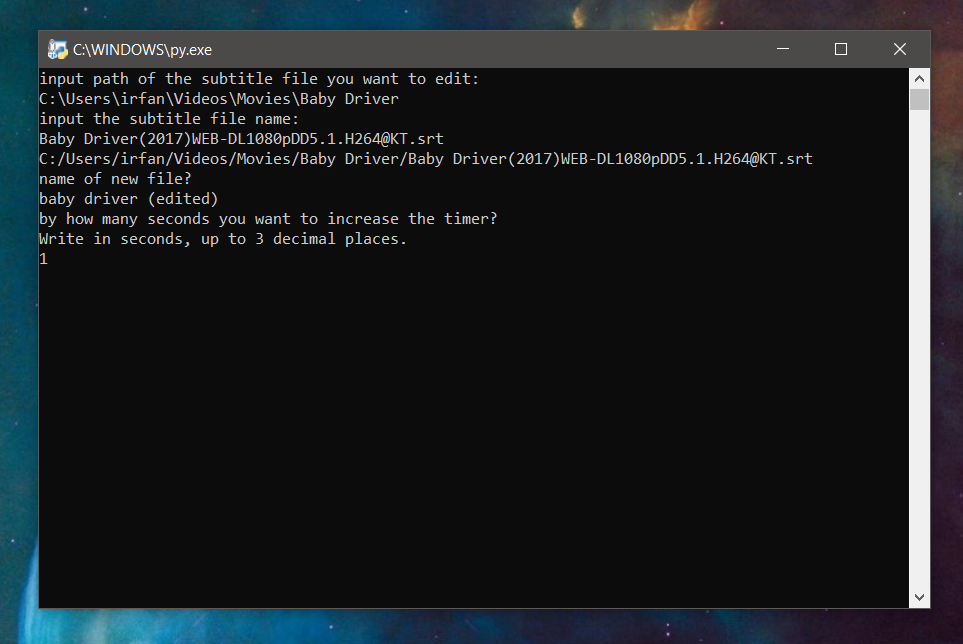 C:\WINDOWS\py.exe
input path of the subtitle file you want to edit:
C:\Users\irfan\Videos\Movies\Baby Driver
input the subtitle file name:
Baby Driver(2017)WEB-DL1080pDD5.1.H264@KT.srt
C:/Users/irfan/Videos/Movies/Baby Driver/Baby Driver(2017)WEB-DL1080pDD5.1.H264@KT.srt
name of new file?
baby driver (edited)
by how many seconds you want to increase the timer?
Write in seconds, up to 3 decimal places.
1